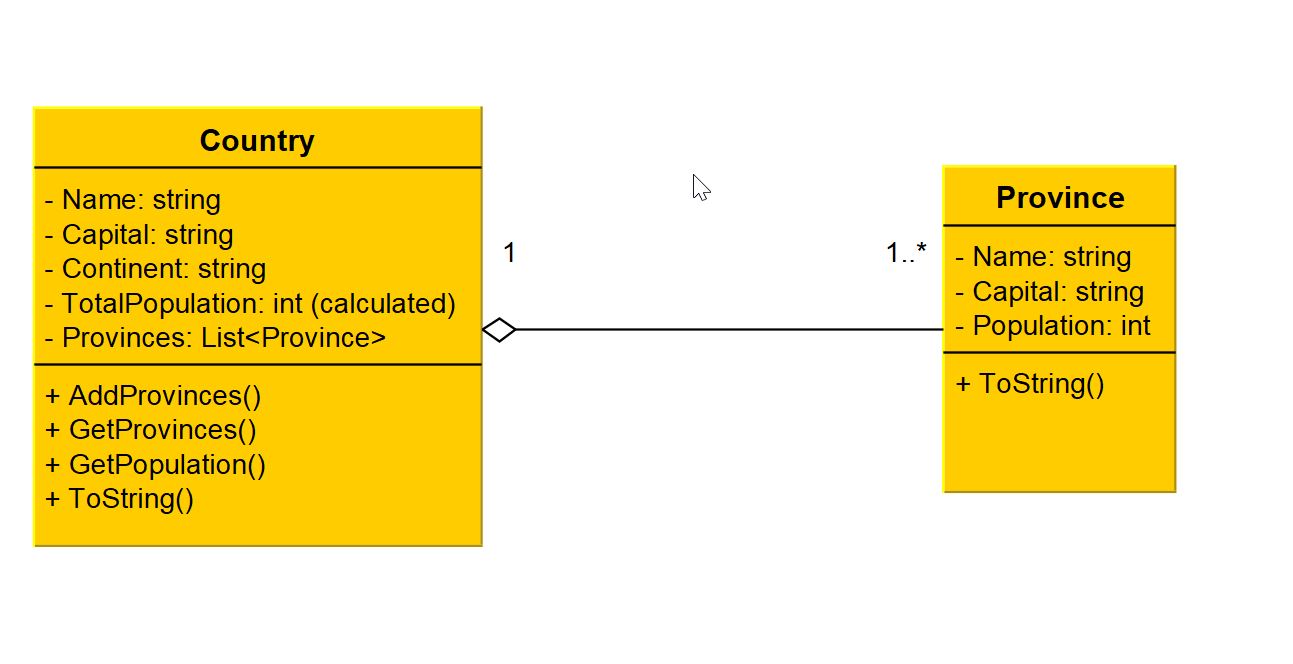 Country
- Name: string
- Capital: string
- Continent: string
- TotalPopulation: int (calculated)
- Provinces: List<Province>
+ AddProvinces()
+ GetProvinces()
+ GetPopulation()
+ ToString()
1
1..*
Province
- Name: string
- Capital: string
- Population: int
+ ToString()